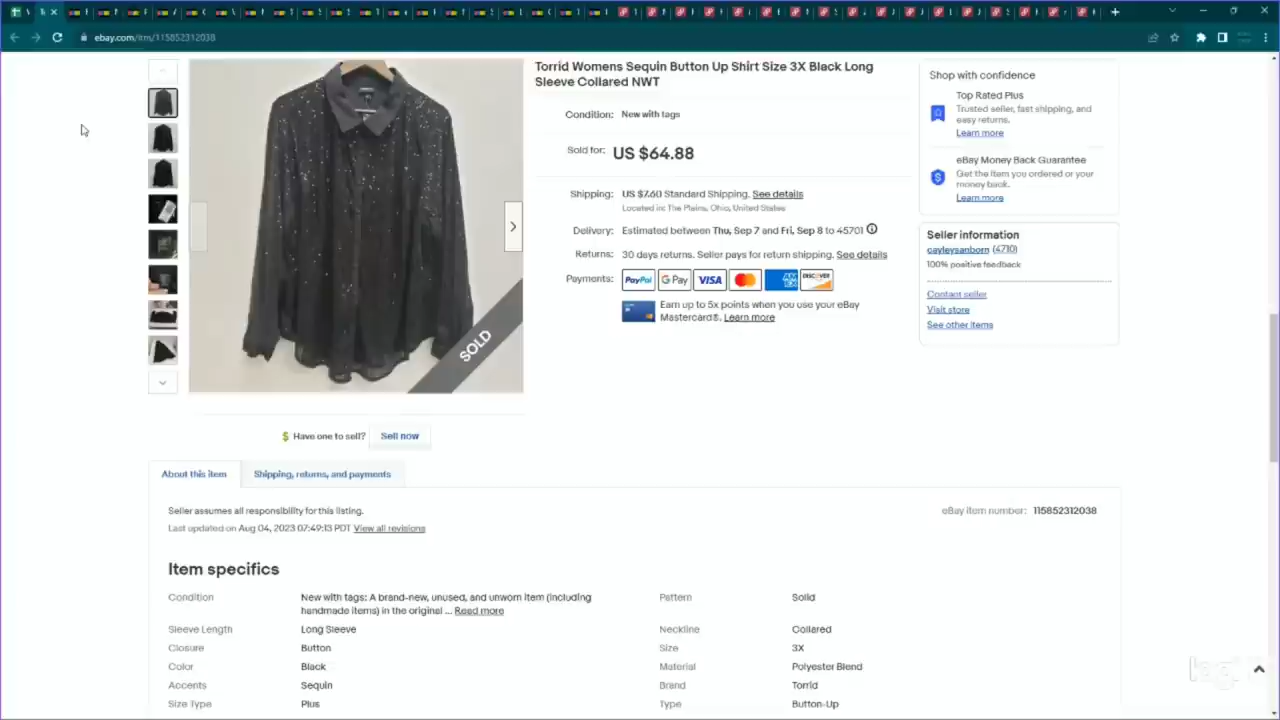 ebay.com/itm/115852312038
Torrid Womens Sequin Button Up Shirt Size 3X Black Long
Sleeve Collared NWT
Condition: New with tags
Sold for: US $64.88
Shipping: US $7.60 Standard Shipping. See details
Located in: The Plains, Ohio, United States
Delivery: Estimated between Thu, Sep 7 and Fri, Sep 8 to 45701
Returns: 30 days returns. Seller pays for return shipping. See details
Payments: PayPal G Pay VISA MasterCard AM EX DISCOVER
Earn up to 5x points when you use your eBay
Mastercard®. Learn more
SOLD
Shop with confidence
Top Rated Plus
Trusted seller, fast shipping, and
easy returns.
Learn more
eBay Money Back Guarantee
Get the item you ordered or your
money back.
Learn more
Seller information
cayleysanborn (4710)
100% positive feedback
Contact seller
Visit store
See other items
Have one to sell? Sell now
About this item
Shipping, returns, and payments
Seller assumes all responsibility for this listing.
Last updated on Aug 04, 2023 07:49:13 PDT View all revisions
eBay item number: 115852312038
Item specifics
Condition New with tags: A brand-new, unused, and unworn item (including
handmade items) in the original ... Read more
Pattern Solid
Sleeve Length Long Sleeve
Neckline Collared
Closure Button
Size 3X
Color Black
Material Polyester Blend
Accents Sequin
Brand Torrid
Size Type Plus
Type Button-Up